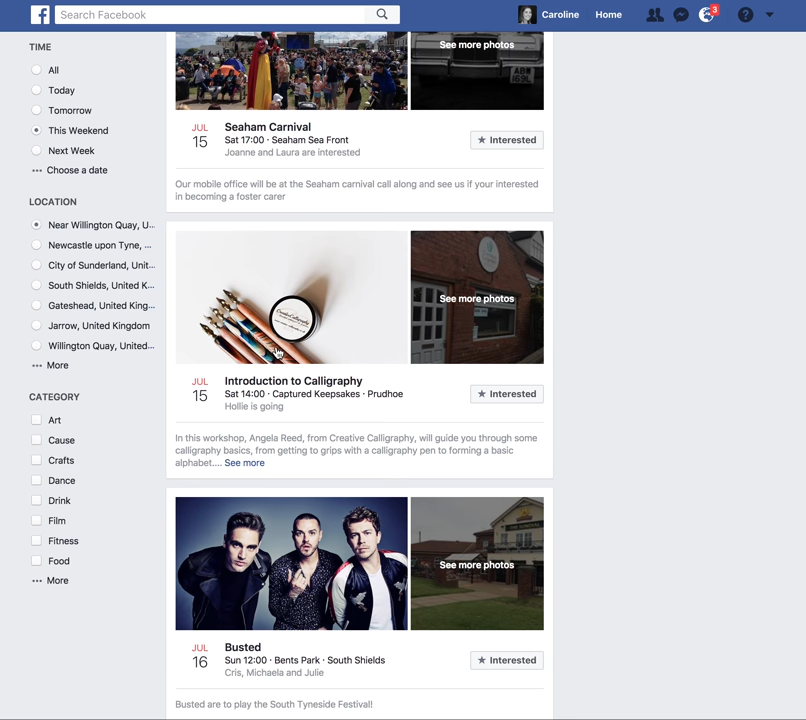 f
Search Facebook
Caroline
Home
3
?
TIME
All
Today
Tomorrow
This Weekend
Next Week
••• Choose a date
LOCATION
Near Willington Quay, U...
Newcastle upon Tyne, ...
City of Sunderland, Unit...
South Shields, United K...
Gateshead, United King...
Jarrow, United Kingdom
Willington Quay, United...
••• More
CATEGORY
Art
Cause
Crafts
Dance
Drink
Film
Fitness
Food
••• More
See more photos
JUL
15
Seaham Carnival
Sat 17:00 · Seaham Sea Front
Joanne and Laura are interested
★ Interested
Our mobile office will be at the Seaham carnival call along and see us if your interested
in becoming a foster carer
See more photos
JUL
15
Introduction to Calligraphy
Sat 14:00 · Captured Keepsakes · Prudhoe
Hollie is going
★ Interested
In this workshop, Angela Reed, from Creative Calligraphy, will guide you through some
calligraphy basics, from getting to grips with a calligraphy pen to forming a basic
alphabet.... See more
See more photos
JUL
16
Busted
Sun 12:00 · Bents Park · South Shields
Cris, Michaela and Julie
★ Interested
Busted are to play the South Tyneside Festival!